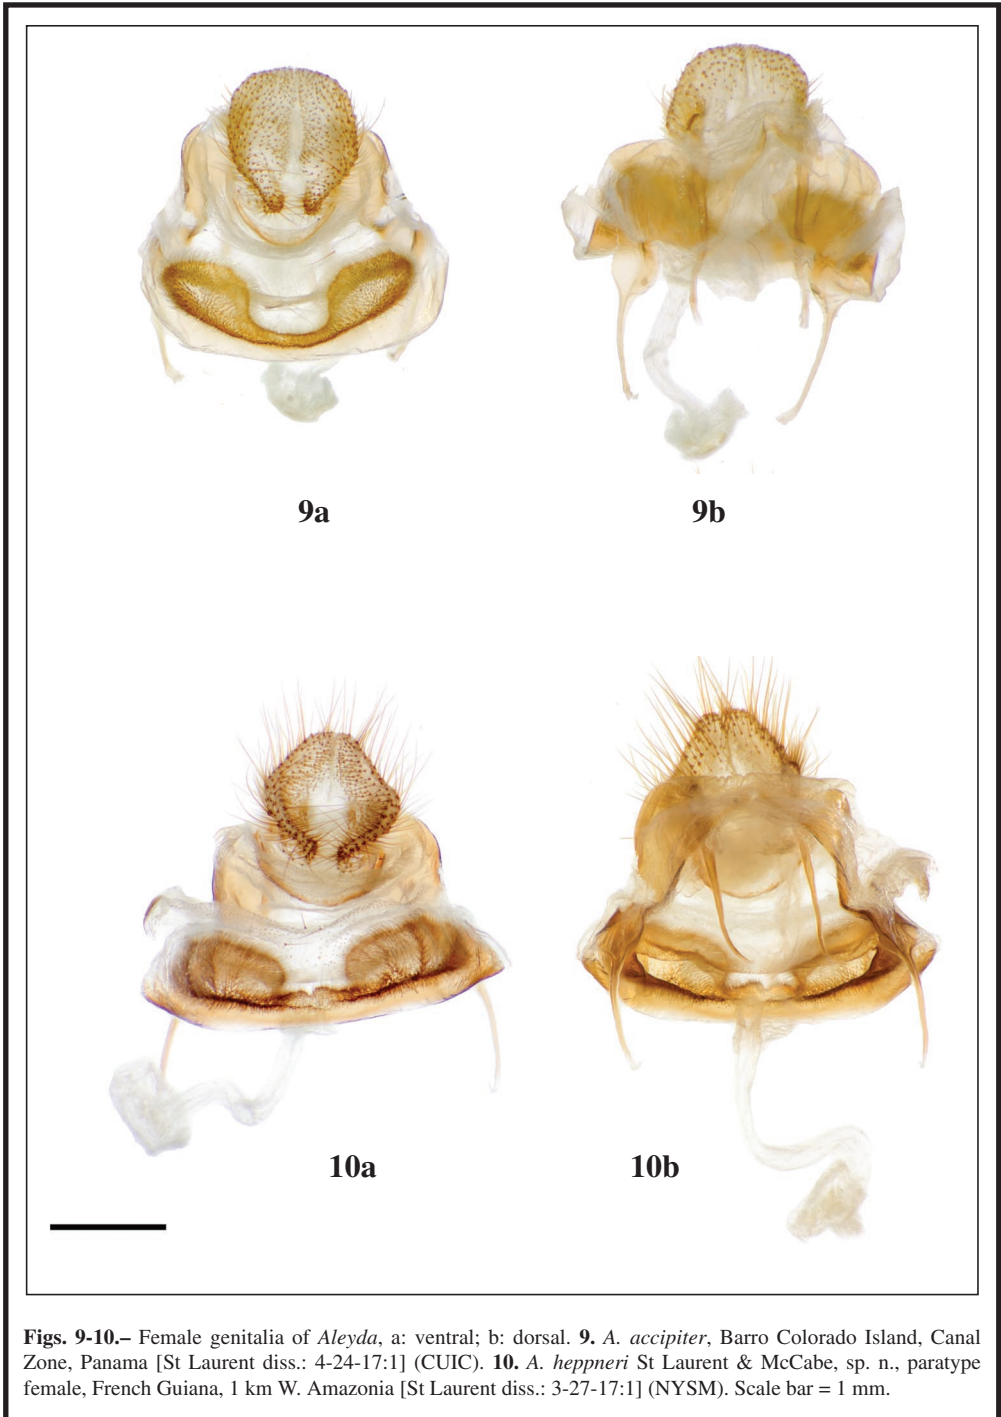 9a
9b
10a
10b
Figs. 9-10.– Female genitalia of Aleyda, a: ventral; b: dorsal. 9. A. accipiter, Barro Colorado Island, Canal
Zone, Panama [St Laurent diss.: 4-24-17:1] (CUIC). 10. A. heppneri St Laurent & McCabe, sp. n., paratype
female, French Guiana, 1 km W. Amazonia [St Laurent diss.: 3-27-17:1] (NYSM). Scale bar = 1 mm.